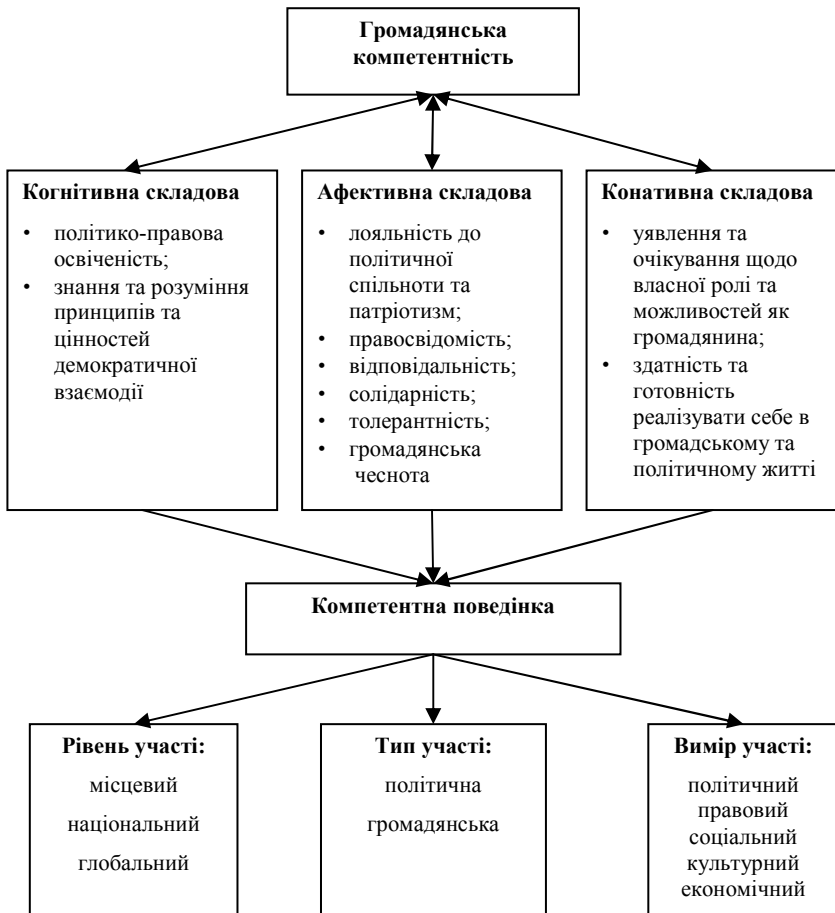 Громадянська
компетентність
Когнітивна складова
• політико-правова
освіченість;
• знання та розуміння
принципів та
цінностей
демократичної
взаємодії
Афективна складова
• лояльність до
політичної
спільноти та
патріотизм;
• правосвідомість;
• відповідальність;
• солідарність;
• толерантність;
• громадянська
чеснота
Конативна складова
• уявлення та
очікування щодо
власної ролі та
можливостей як
громадянина;
• здатність та
готовність
реалізувати себе в
громадському та
політичному житті
Компетентна поведінка
Рівень участі:
місцевий
національний
глобальний
Тип участі:
політична
громадянська
Вимір участі:
політичний
правовий
соціальний
культурний
економічний